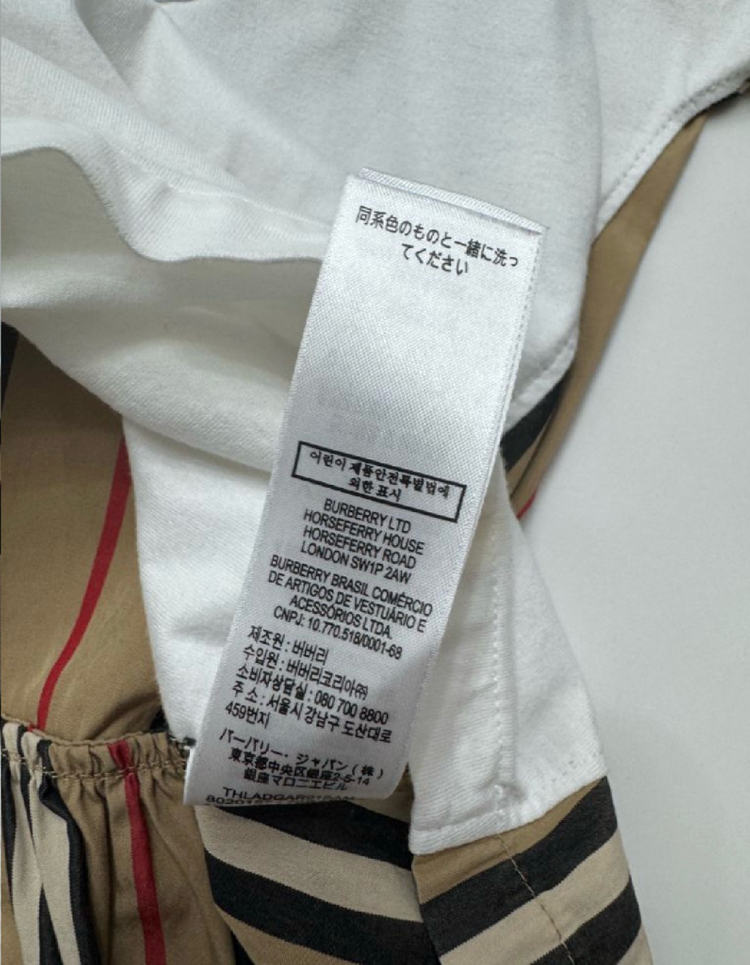 同系色のものと一緒に洗っ
てください
어린이제품안전특별법에
의한 표시
BURBERRY LTD
HORSEFERRY HOUSE
HORSEFERRY ROAD
LONDON SW1P 2AW
BURBERRY BRASIL COMÉRCIO
DE ARTIGOS DE VESTUÁRIO E
ACESSÓRIOS LTDA.
CNPJ: 10.770.518/0001-68
제조원 : 버버리
수입원 : 버버리코리아㈜
소비자상담실 : 080 700 8800
주 소 : 서울시 강남구 도산대로
459번지
バーバリー・ジャパン(株)
東京都中央区銀座2-5-14
銀座マロニエビル